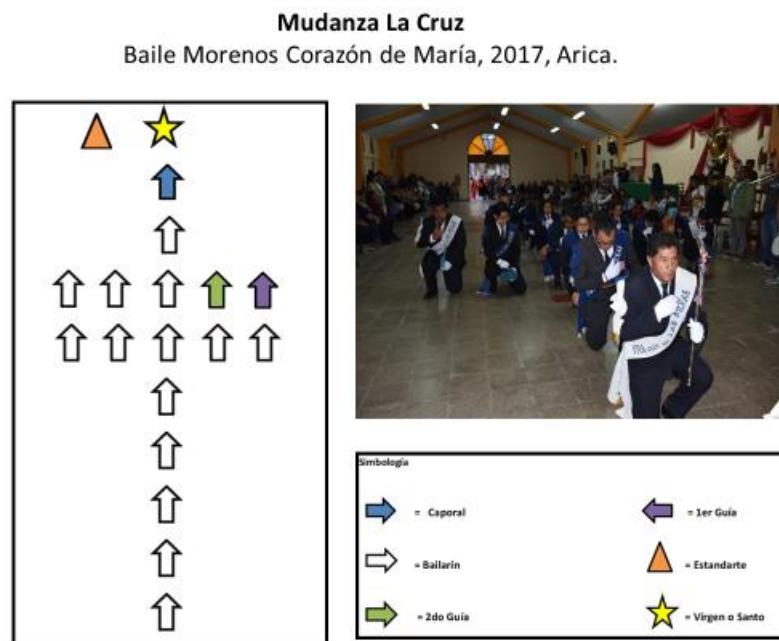 Mudanza La Cruz
Baile Morenos Corazón de María, 2017, Arica.
Simbología
= Caporal
= 1er Guía
= Bailarín
= Estandarte
= 2do Guía
= Virgen o Santo